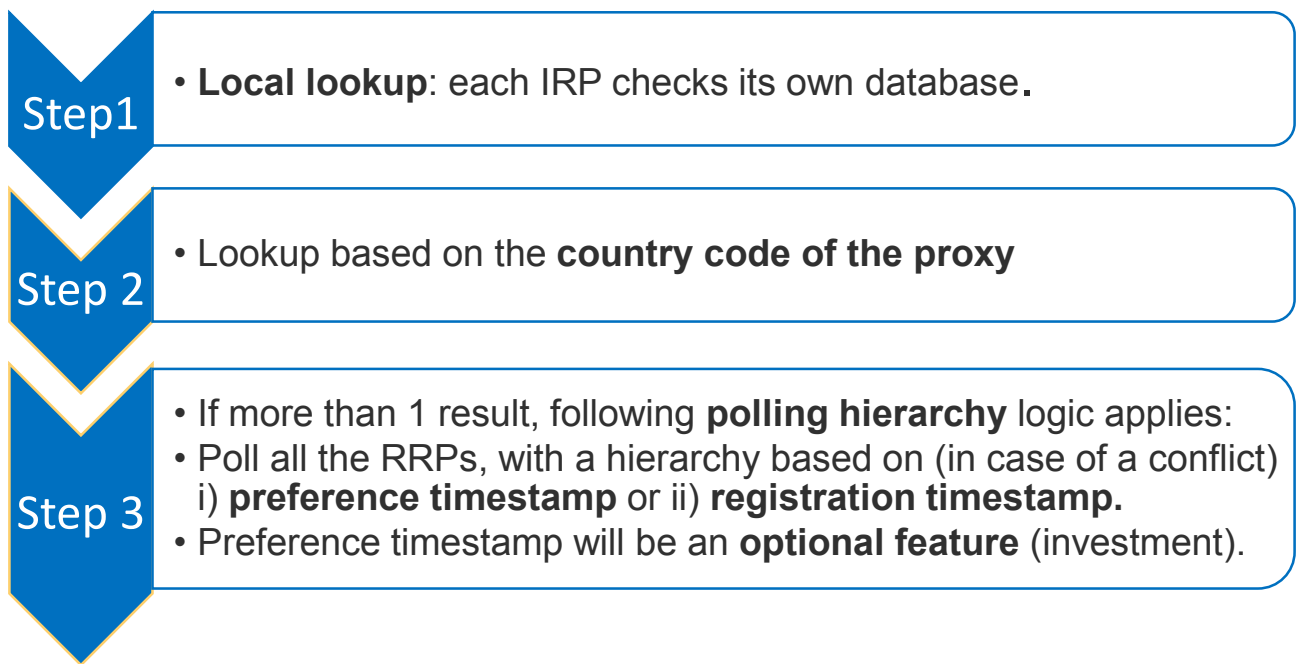 Step1
• Local lookup: each IRP checks its own database.
Step 2
• Lookup based on the country code of the proxy
Step 3
• If more than 1 result, following polling hierarchy logic applies:
• Poll all the RRPs, with a hierarchy based on (in case of a conflict)
i) preference timestamp or ii) registration timestamp.
• Preference timestamp will be an optional feature (investment).